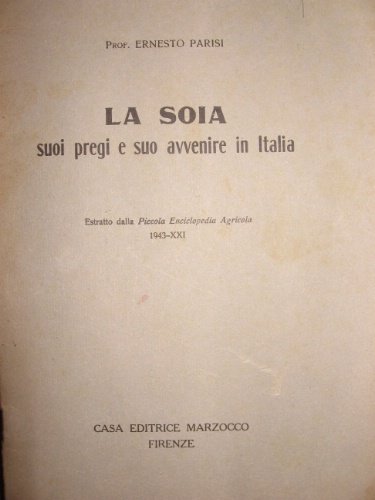 Prof. ERNESTO PARISI
LA SOIA
suoi pregi e suo avvenire in Italia
Estratto dalla Piccola Enciclopedia Agricola
1943-XXI
CASA EDITRICE MARZOCCO
FIRENZE